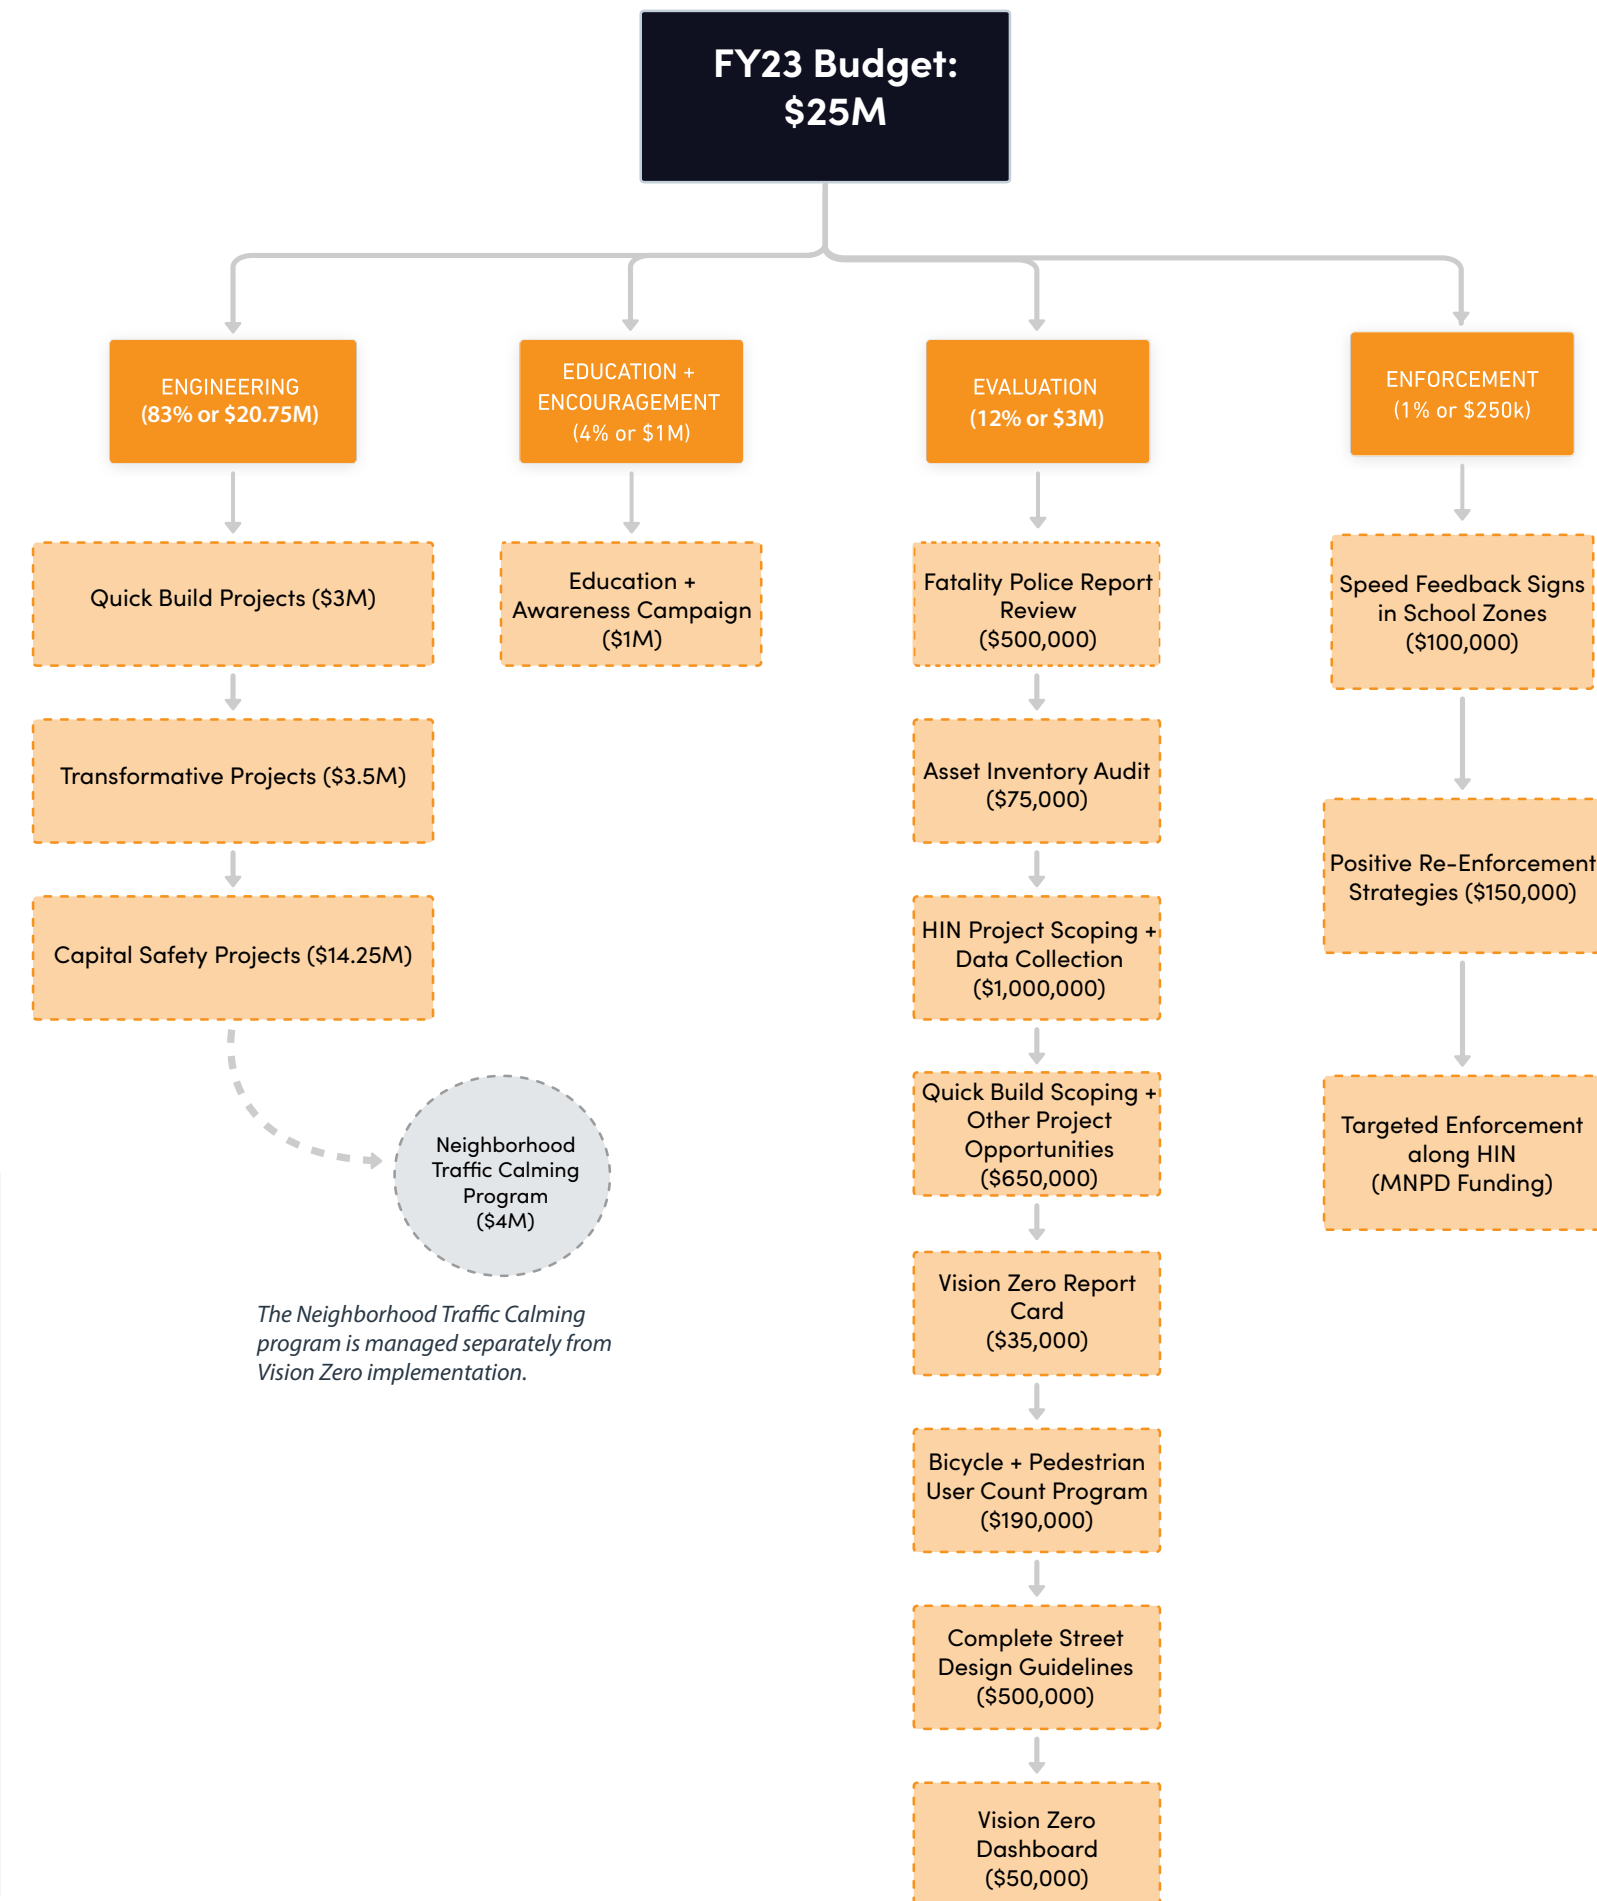 FY23 Budget:
$25M
ENGINEERING
(83% or $20.75M)
Quick Build Projects ($3M)
Transformative Projects ($3.5M)
Capital Safety Projects ($14.25M)
Neighborhood
Traffic Calming
Program
($4M)
The Neighborhood Traffic Calming
program is managed separately from
Vision Zero implementation.
EDUCATION +
ENCOURAGEMENT
(4% or $1M)
Education +
Awareness Campaign
($1M)
EVALUATION
(12% or $3M)
Fatality Police Report
Review
($500,000)
Asset Inventory Audit
($75,000)
HIN Project Scoping +
Data Collection
($1,000,000)
Quick Build Scoping +
Other Project
Opportunities
($650,000)
Vision Zero Report
Card
($35,000)
Bicycle + Pedestrian
User Count Program
($190,000)
Complete Street
Design Guidelines
($500,000)
Vision Zero
Dashboard
($50,000)
ENFORCEMENT
(1% or $250k)
Speed Feedback Signs
in School Zones
($100,000)
Positive Re-Enforcement
Strategies ($150,000)
Targeted Enforcement
along HIN
(MNPD Funding)